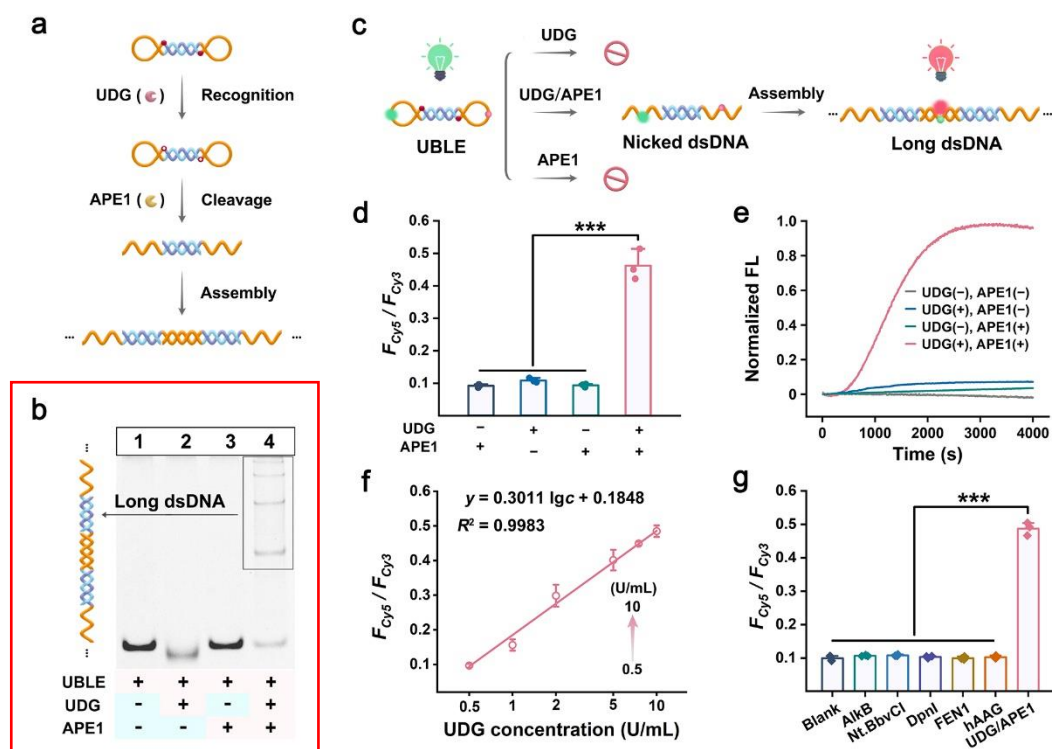 a
UDG ( ) Recognition
APE1 ( ) Cleavage
Assembly
... ...
b
1 2 3 4
...
Long dsDNA
...
UBLE + + + +
UDG - + - +
APE1 - - + +
c
UDG
UDG/APE1
APE1
UBLE
Nicked dsDNA
Assembly
... ...
Long dsDNA
d
F_Cy5 / F_Cy3
0.6
0.5
0.4
0.3
0.2
0.1
***
UDG − + − +
APE1 + − + +
e
Normalized FL
1.0
0.8
0.6
0.4
0.2
0.0
UDG(−), APE1(−)
UDG(+), APE1(−)
UDG(−), APE1(+)
UDG(+), APE1(+)
0 1000 2000 3000 4000
Time (s)
f
F_Cy5 / F_Cy3
0.6
0.5
0.4
0.3
0.2
0.1
y = 0.3011 lgc + 0.1848
R² = 0.9983
(U/mL)
10
0.5
0.5 1 2 5 10
UDG concentration (U/mL)
g
F_Cy5 / F_Cy3
0.6
0.5
0.4
0.3
0.2
0.1
***
Blank
AlkB
Nt.BbvCI
DpnI
FEN1
hAAG
UDG/APE1